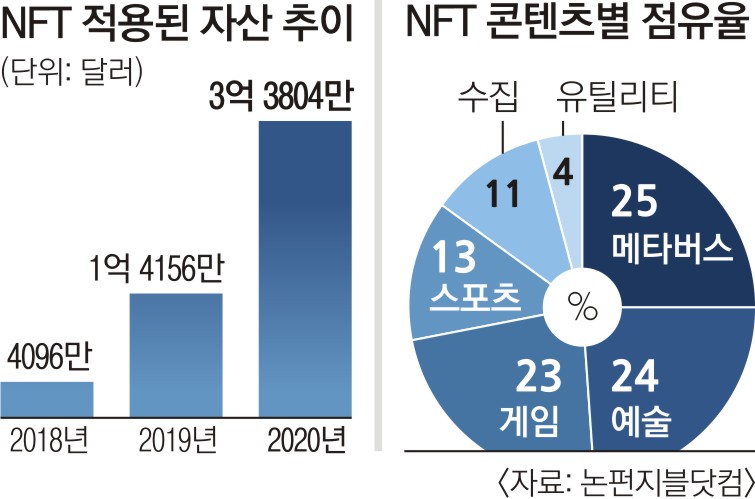 NFT 적용된 자산 추이
(단위: 달러)
3억 3804만
1억 4156만
4096만
2018년
2019년
2020년
NFT 콘텐츠별 점유율
수집
유틸리티
4
11
25
메타버스
13
스포츠
%
23
게임
24
예술
〈자료: 논펀지블닷컴〉